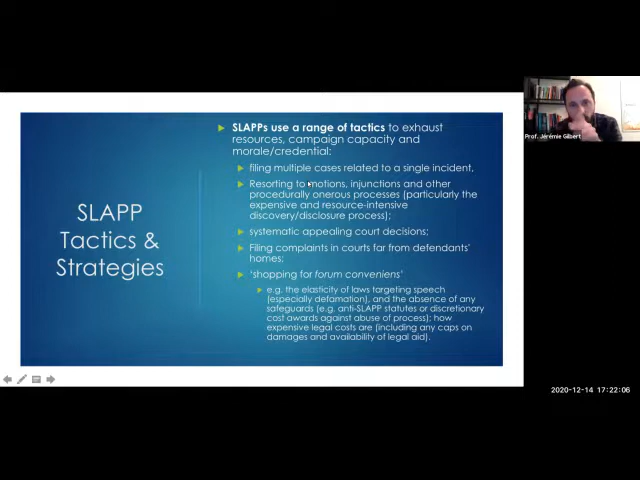 SLAPPs use a range of tactics to exhaust
resources, campaign capacity and
morale/credential:
filing multiple cases related to a single incident,
Resorting to motions, injunctions and other
procedurally onerous processes (particularly the
expensive and resource-intensive
discovery/disclosure process);
systematic appealing court decisions;
Filing complaints in courts far from defendants'
homes;
'shopping for forum conveniens'
e.g. the elasticity of laws targeting speech
(especially defamation), and the absence of any
safeguards (e.g. anti-SLAPP statutes or discretionary
cost awards against abuse of process); how
expensive legal costs are (including any caps on
damages and availability of legal aid).
SLAPP
Tactics &
Strategies
Prof. Jérémie Gilbert
2020-12-14 17:22:06